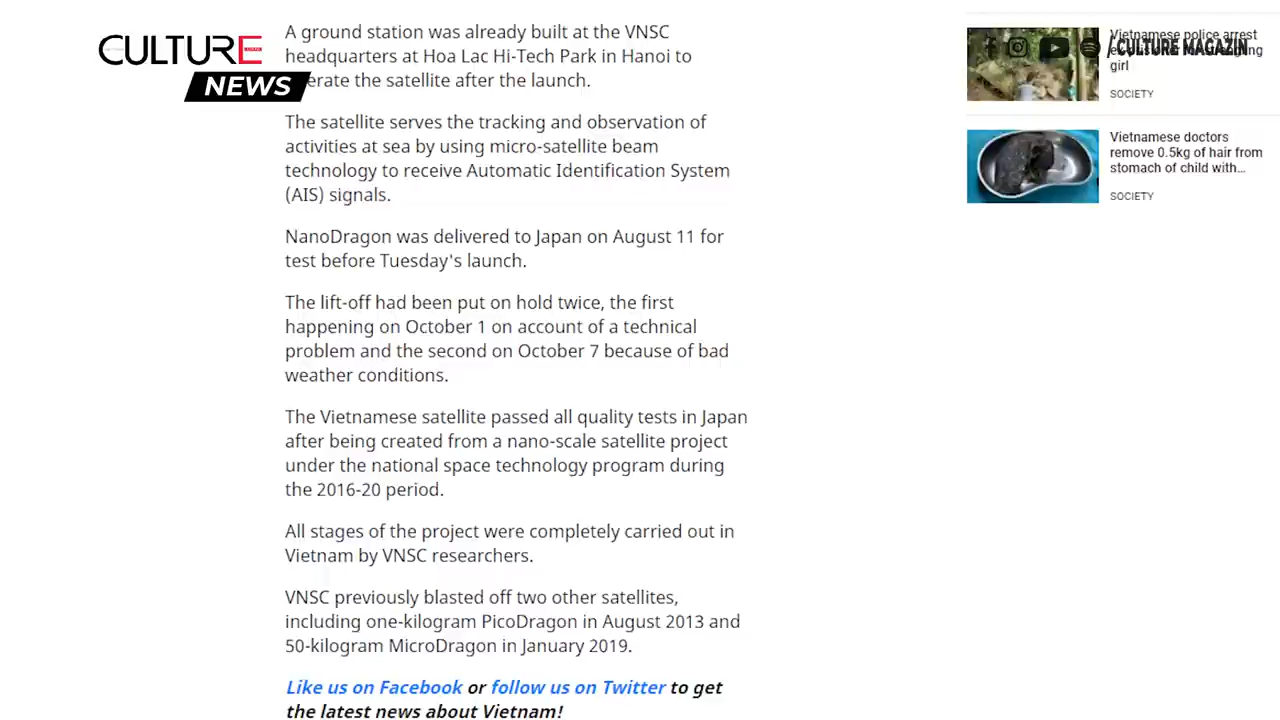 CULTURE
NEWS
A ground station was already built at the VNSC
headquarters at Hoa Lac Hi-Tech Park in Hanoi to
erate the satellite after the launch.
The satellite serves the tracking and observation of
activities at sea by using micro-satellite beam
technology to receive Automatic Identification System
(AIS) signals.
NanoDragon was delivered to Japan on August 11 for
test before Tuesday's launch.
The lift-off had been put on hold twice, the first
happening on October 1 on account of a technical
problem and the second on October 7 because of bad
weather conditions.
The Vietnamese satellite passed all quality tests in Japan
after being created from a nano-scale satellite project
under the national space technology program during
the 2016-20 period.
All stages of the project were completely carried out in
Vietnam by VNSC researchers.
VNSC previously blasted off two other satellites,
including one-kilogram PicoDragon in August 2013 and
50-kilogram MicroDragon in January 2019.
Like us on Facebook or follow us on Twitter to get
the latest news about Vietnam!
Vietnamese police arrest
/CULTURE MAGAZIN
girl
SOCIETY
Vietnamese doctors
remove 0.5kg of hair from
stomach of child with...
SOCIETY